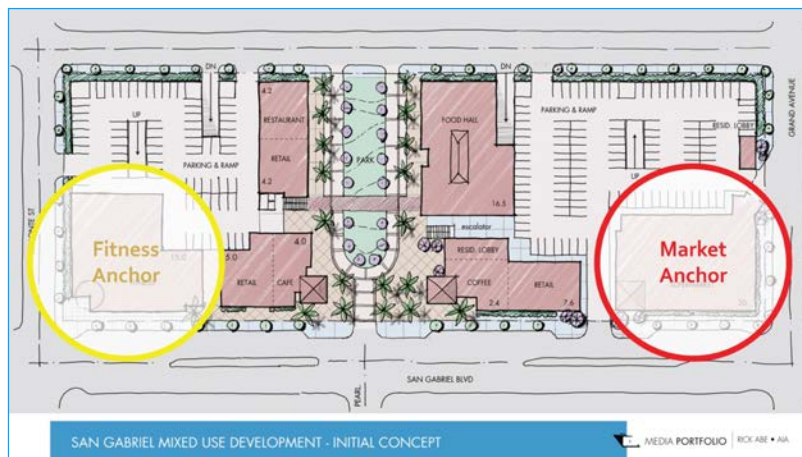 DN
DN
4.2
RESTAURANT
FOOD HALL
PARKING & RAMP
GRAND AVENUE
UP
RESID. LOBBY
RETAIL
PARK
PARKING & RAMP
4.2
UP
16.5
escalator
Fitness
Anchor
15.0
5.0
4.0
RESID. LOBBY
Market
Anchor
RETAIL
CAFE
COFFEE
RETAIL
2.4
7.6
SAN GABRIEL BLVD
PEARL
SAN GABRIEL MIXED USE DEVELOPMENT - INITIAL CONCEPT
MEDIA PORTFOLIO
RICK ABE • AIA